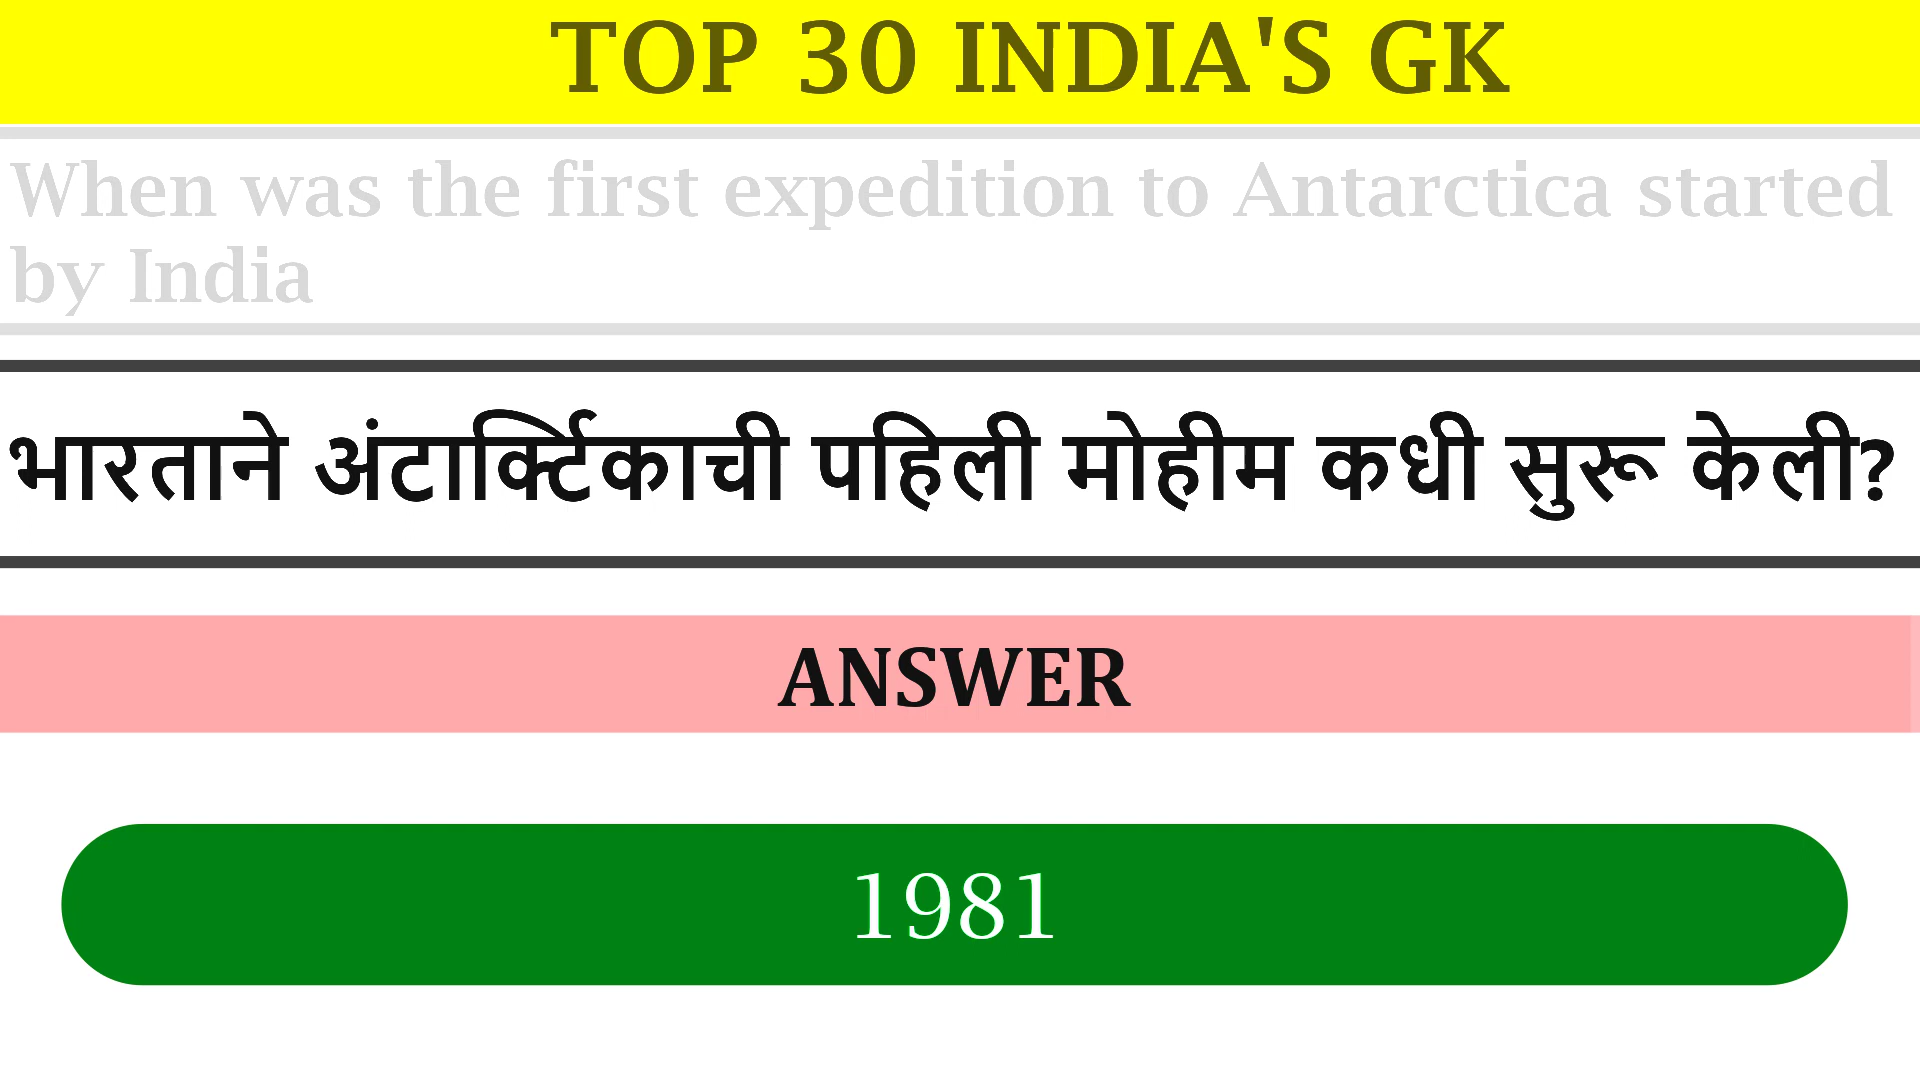 TOP 30 INDIA'S GK
When was the first expedition to Antarctica started
by India
भारताने अंटार्क्टिकाची पहिली मोहीम कधी सुरू केली?
ANSWER
1981